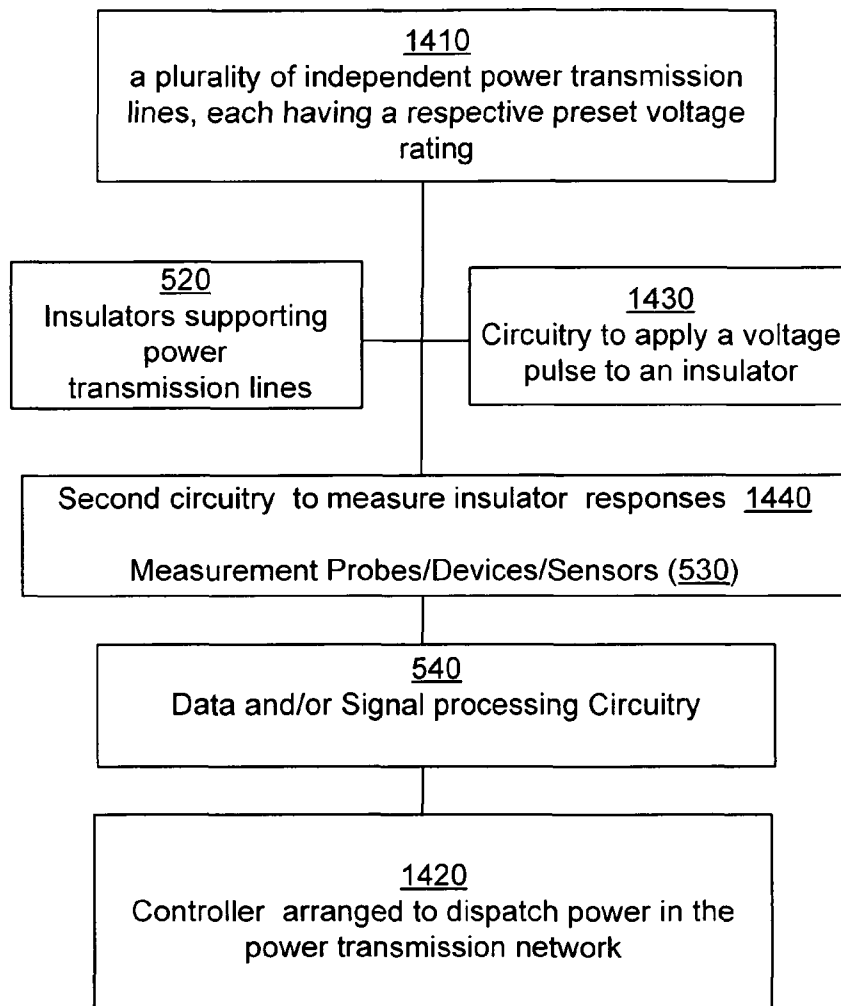 1410
a plurality of independent power transmission
lines, each having a respective preset voltage
rating
520
Insulators supporting
power
transmission lines
1430
Circuitry to apply a voltage
pulse to an insulator
Second circuitry to measure insulator responses 1440
Measurement Probes/Devices/Sensors (530)
540
Data and/or Signal processing Circuitry
1420
Controller arranged to dispatch power in the
power transmission network